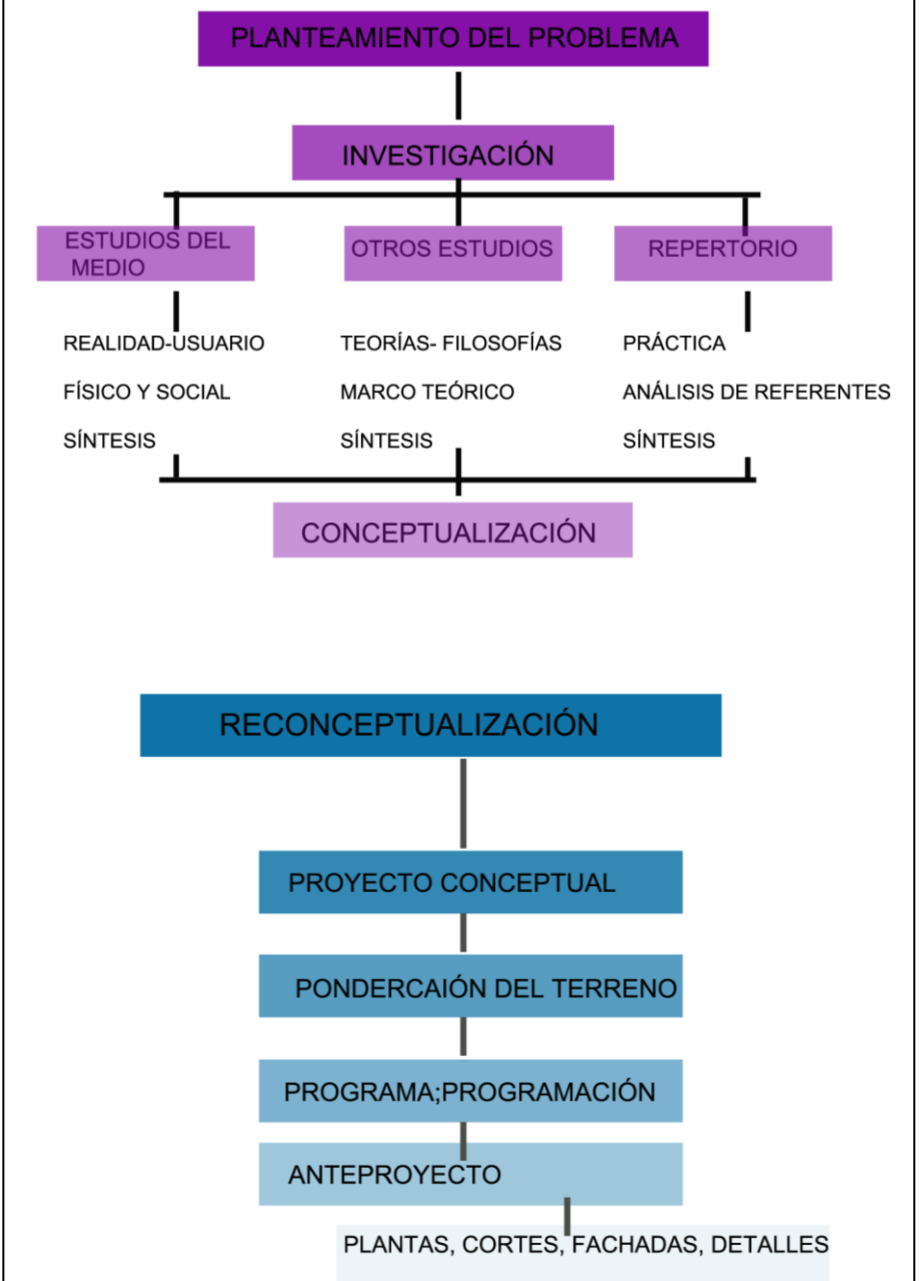 PLANTEAMIENTO DEL PROBLEMA
INVESTIGACIÓN
ESTUDIOS DEL
MEDIO
OTROS ESTUDIOS
REPERTORIO
REALIDAD-USUARIO
FÍSICO Y SOCIAL
SÍNTESIS
TEORÍAS- FILOSOFÍAS
MARCO TEÓRICO
SÍNTESIS
PRÁCTICA
ANÁLISIS DE REFERENTES
SÍNTESIS
CONCEPTUALIZACIÓN
RECONCEPTUALIZACIÓN
PROYECTO CONCEPTUAL
PONDERCAIÓN DEL TERRENO
PROGRAMA;PROGRAMACIÓN
ANTEPROYECTO
PLANTAS, CORTES, FACHADAS, DETALLES